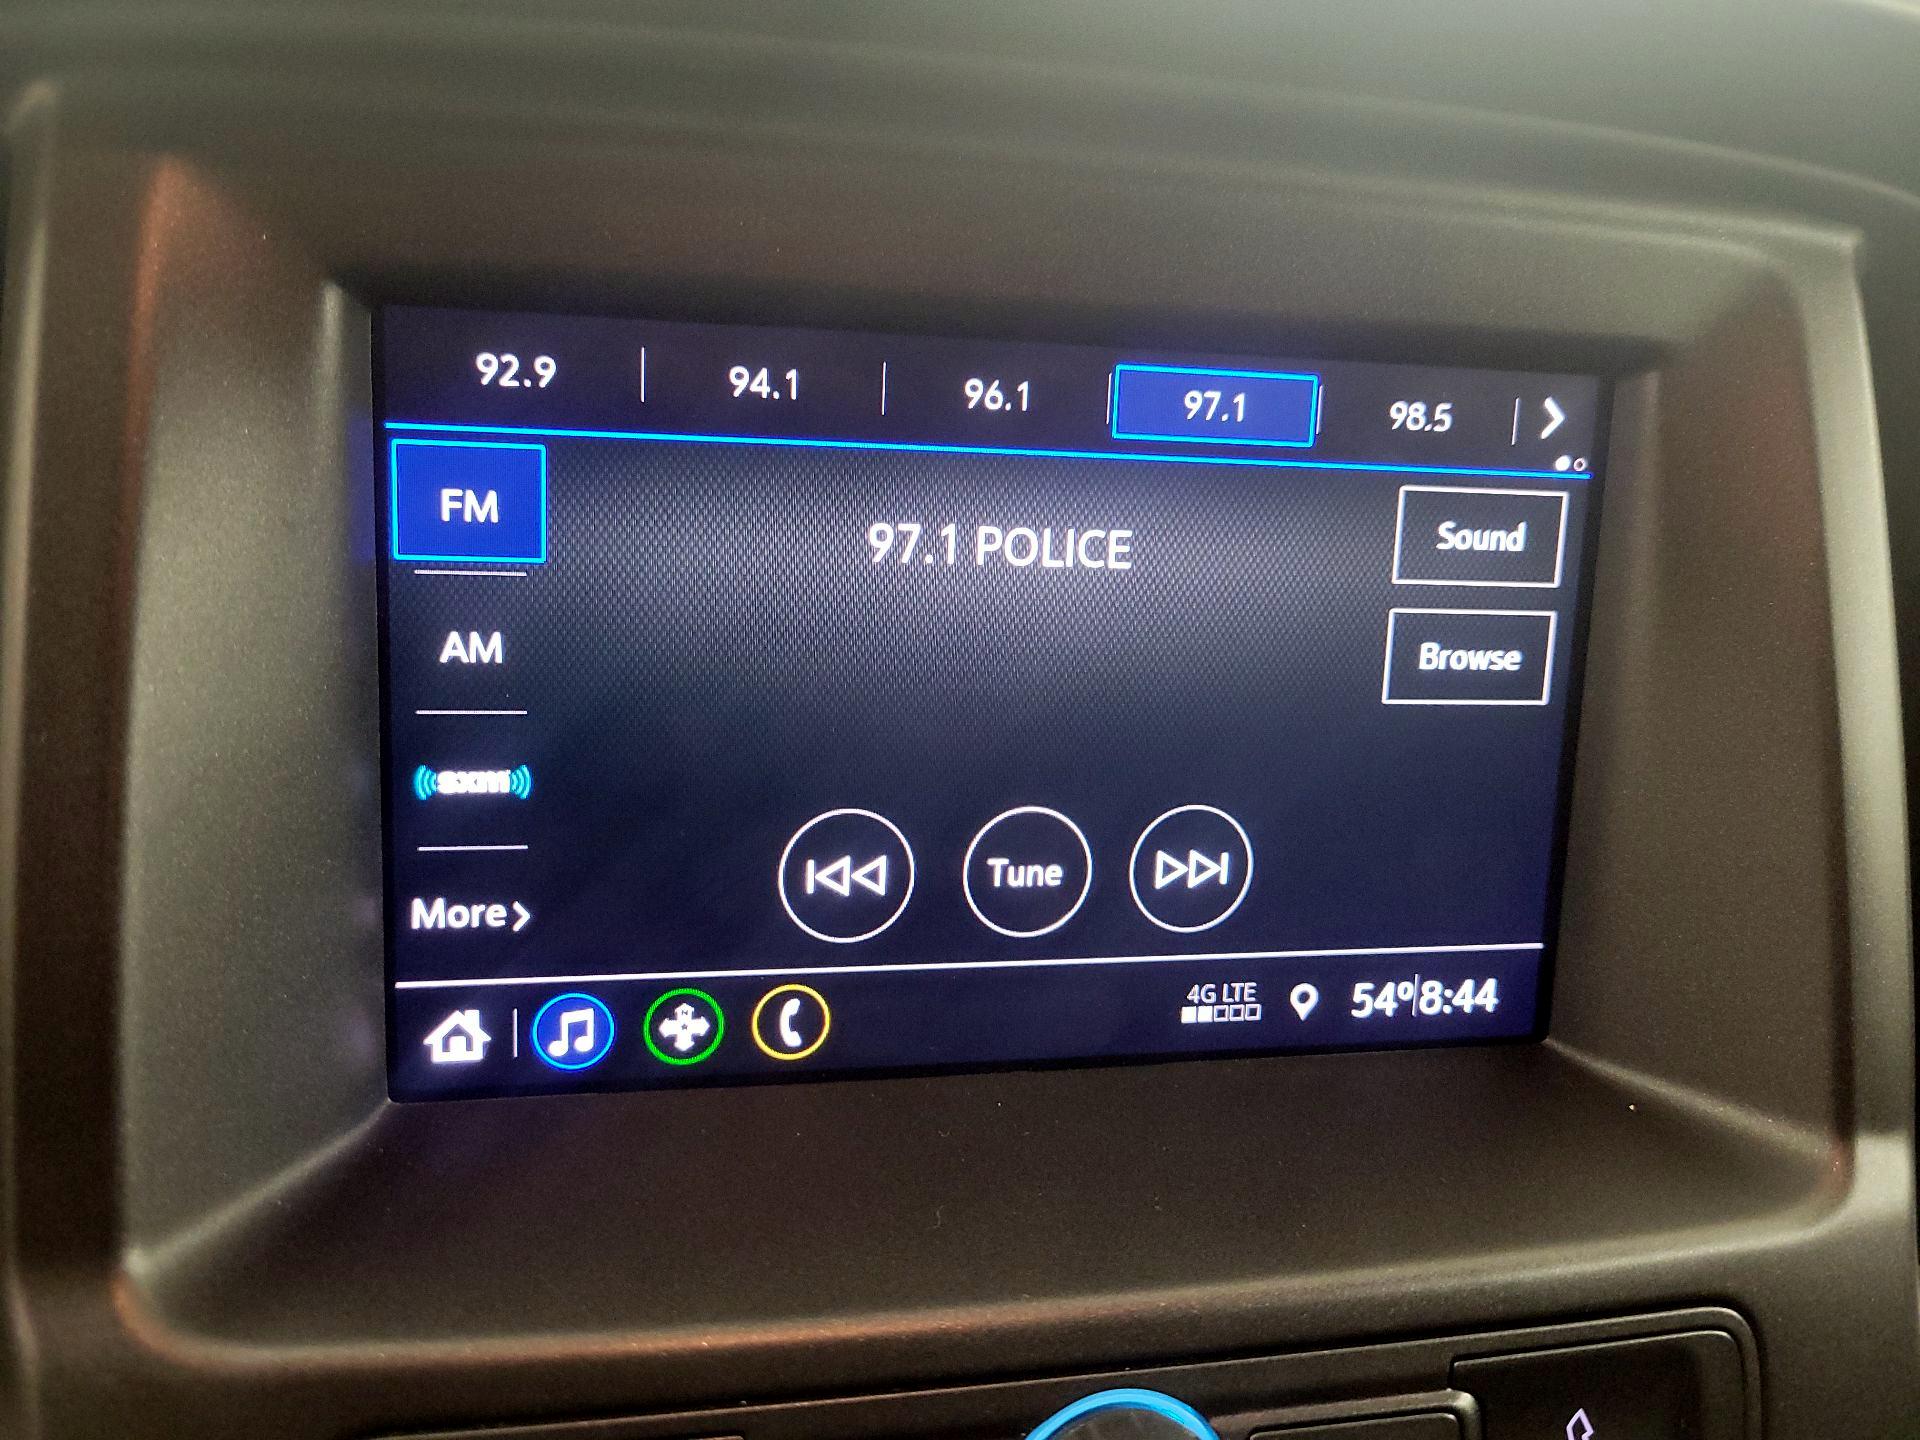 92.9 94.1 96.1 97.1 98.5
FM
97.1 POLICE
Sound
AM
Browse
sxm
Tune
More
4G LTE
54° 8:44